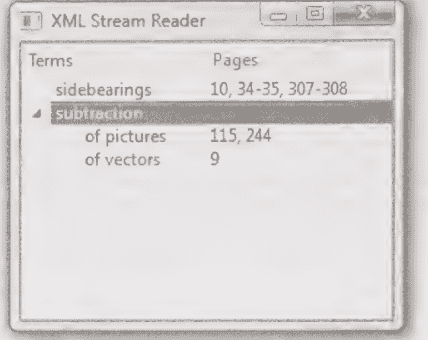 XML Stream Reader
Terms Pages
sidebearings 10, 34-35, 307-308
subtraction
of pictures 115, 244
of vectors 9